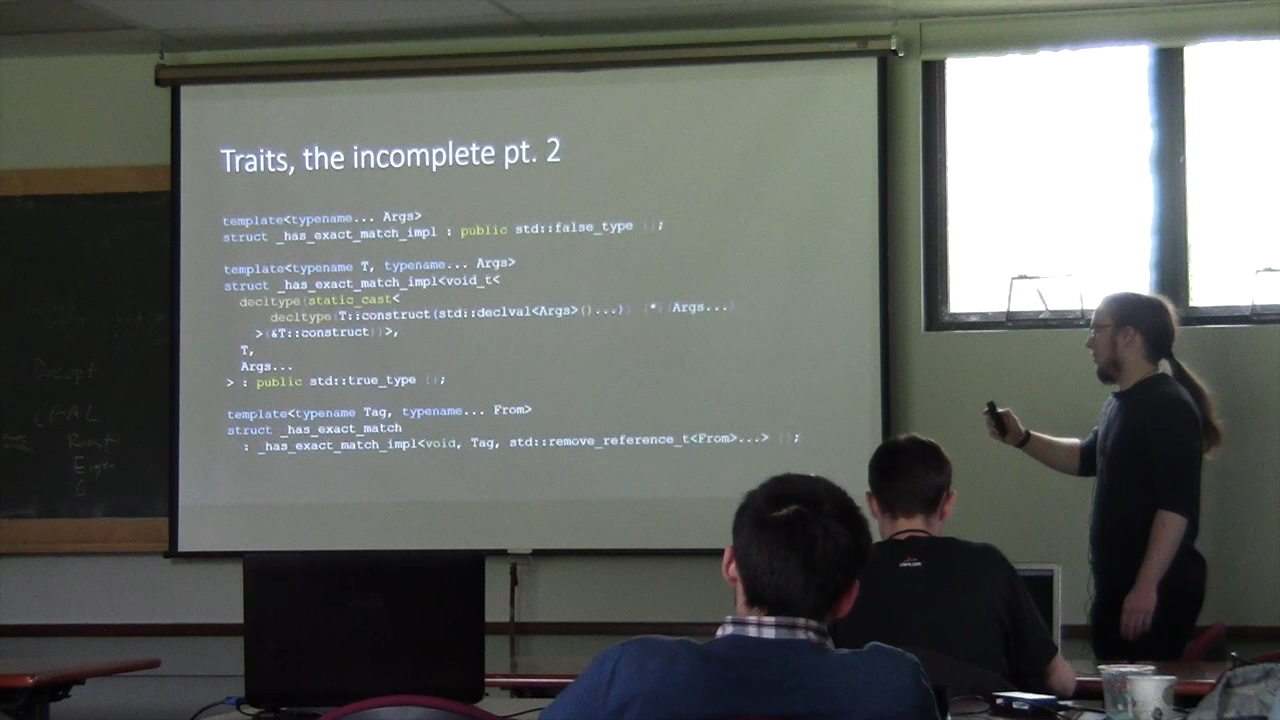 Traits, the incomplete pt. 2
template<typename... Args>
struct _has_exact_match_impl : public std::false_type {};
template<typename T, typename... Args>
struct _has_exact_match_impl<void_t<
decltype(static_cast<
decltype(T::construct(std::declval<Args>()...)) (*)(Args...)
>(&T::construct))>,
T,
Args...
> : public std::true_type {};
template<typename Tag, typename... From>
struct _has_exact_match
: _has_exact_match_impl<void, Tag, std::remove_reference_t<From>...> {};
CGAL